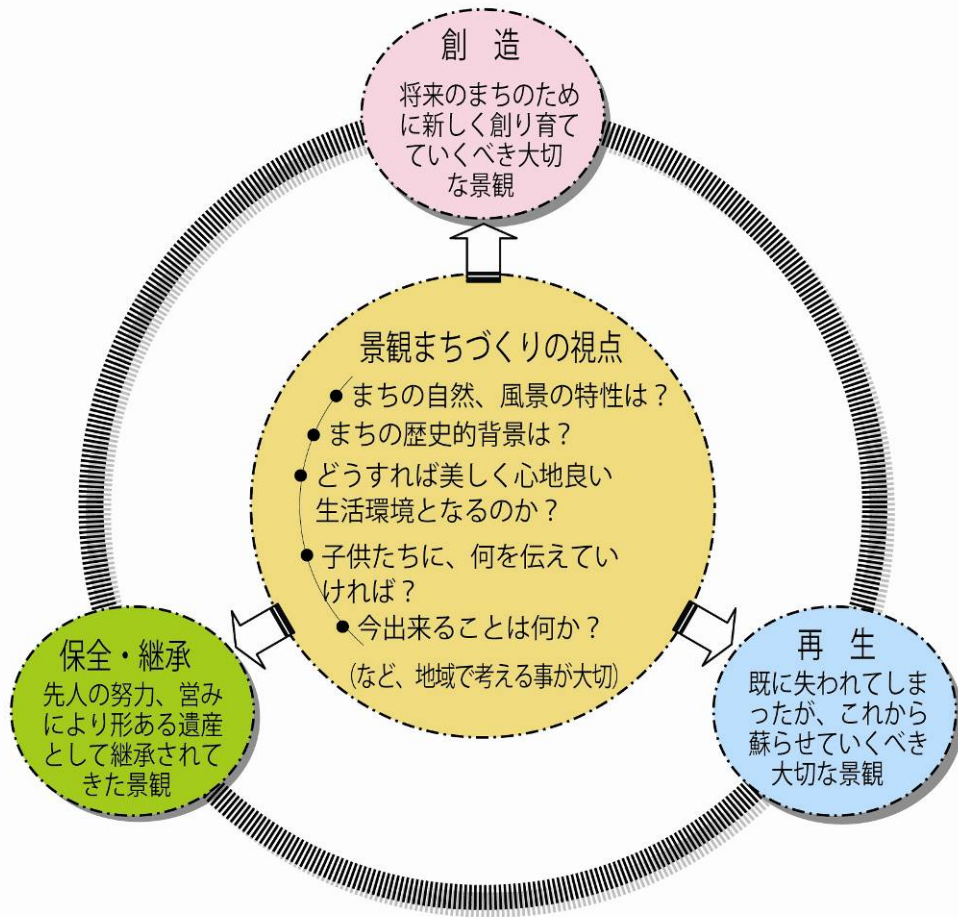 創 造
将来のまちのため
に新しく創り育て
ていくべき大切
な景観
景観まちづくりの視点
● まちの自然、風景の特性は？
● まちの歴史的背景は？
● どうすれば美しく心地良い
生活環境となるのか？
● 子供たちに、何を伝えてい
ければ？
● 今出来ることは何か？
（など、地域で考える事が大切）
保全・継承
先人の努力、営み
により形ある遺産
として継承されて
きた景観
再 生
既に失われてしま
ったが、これから
蘇らせていくべき
大切な景観